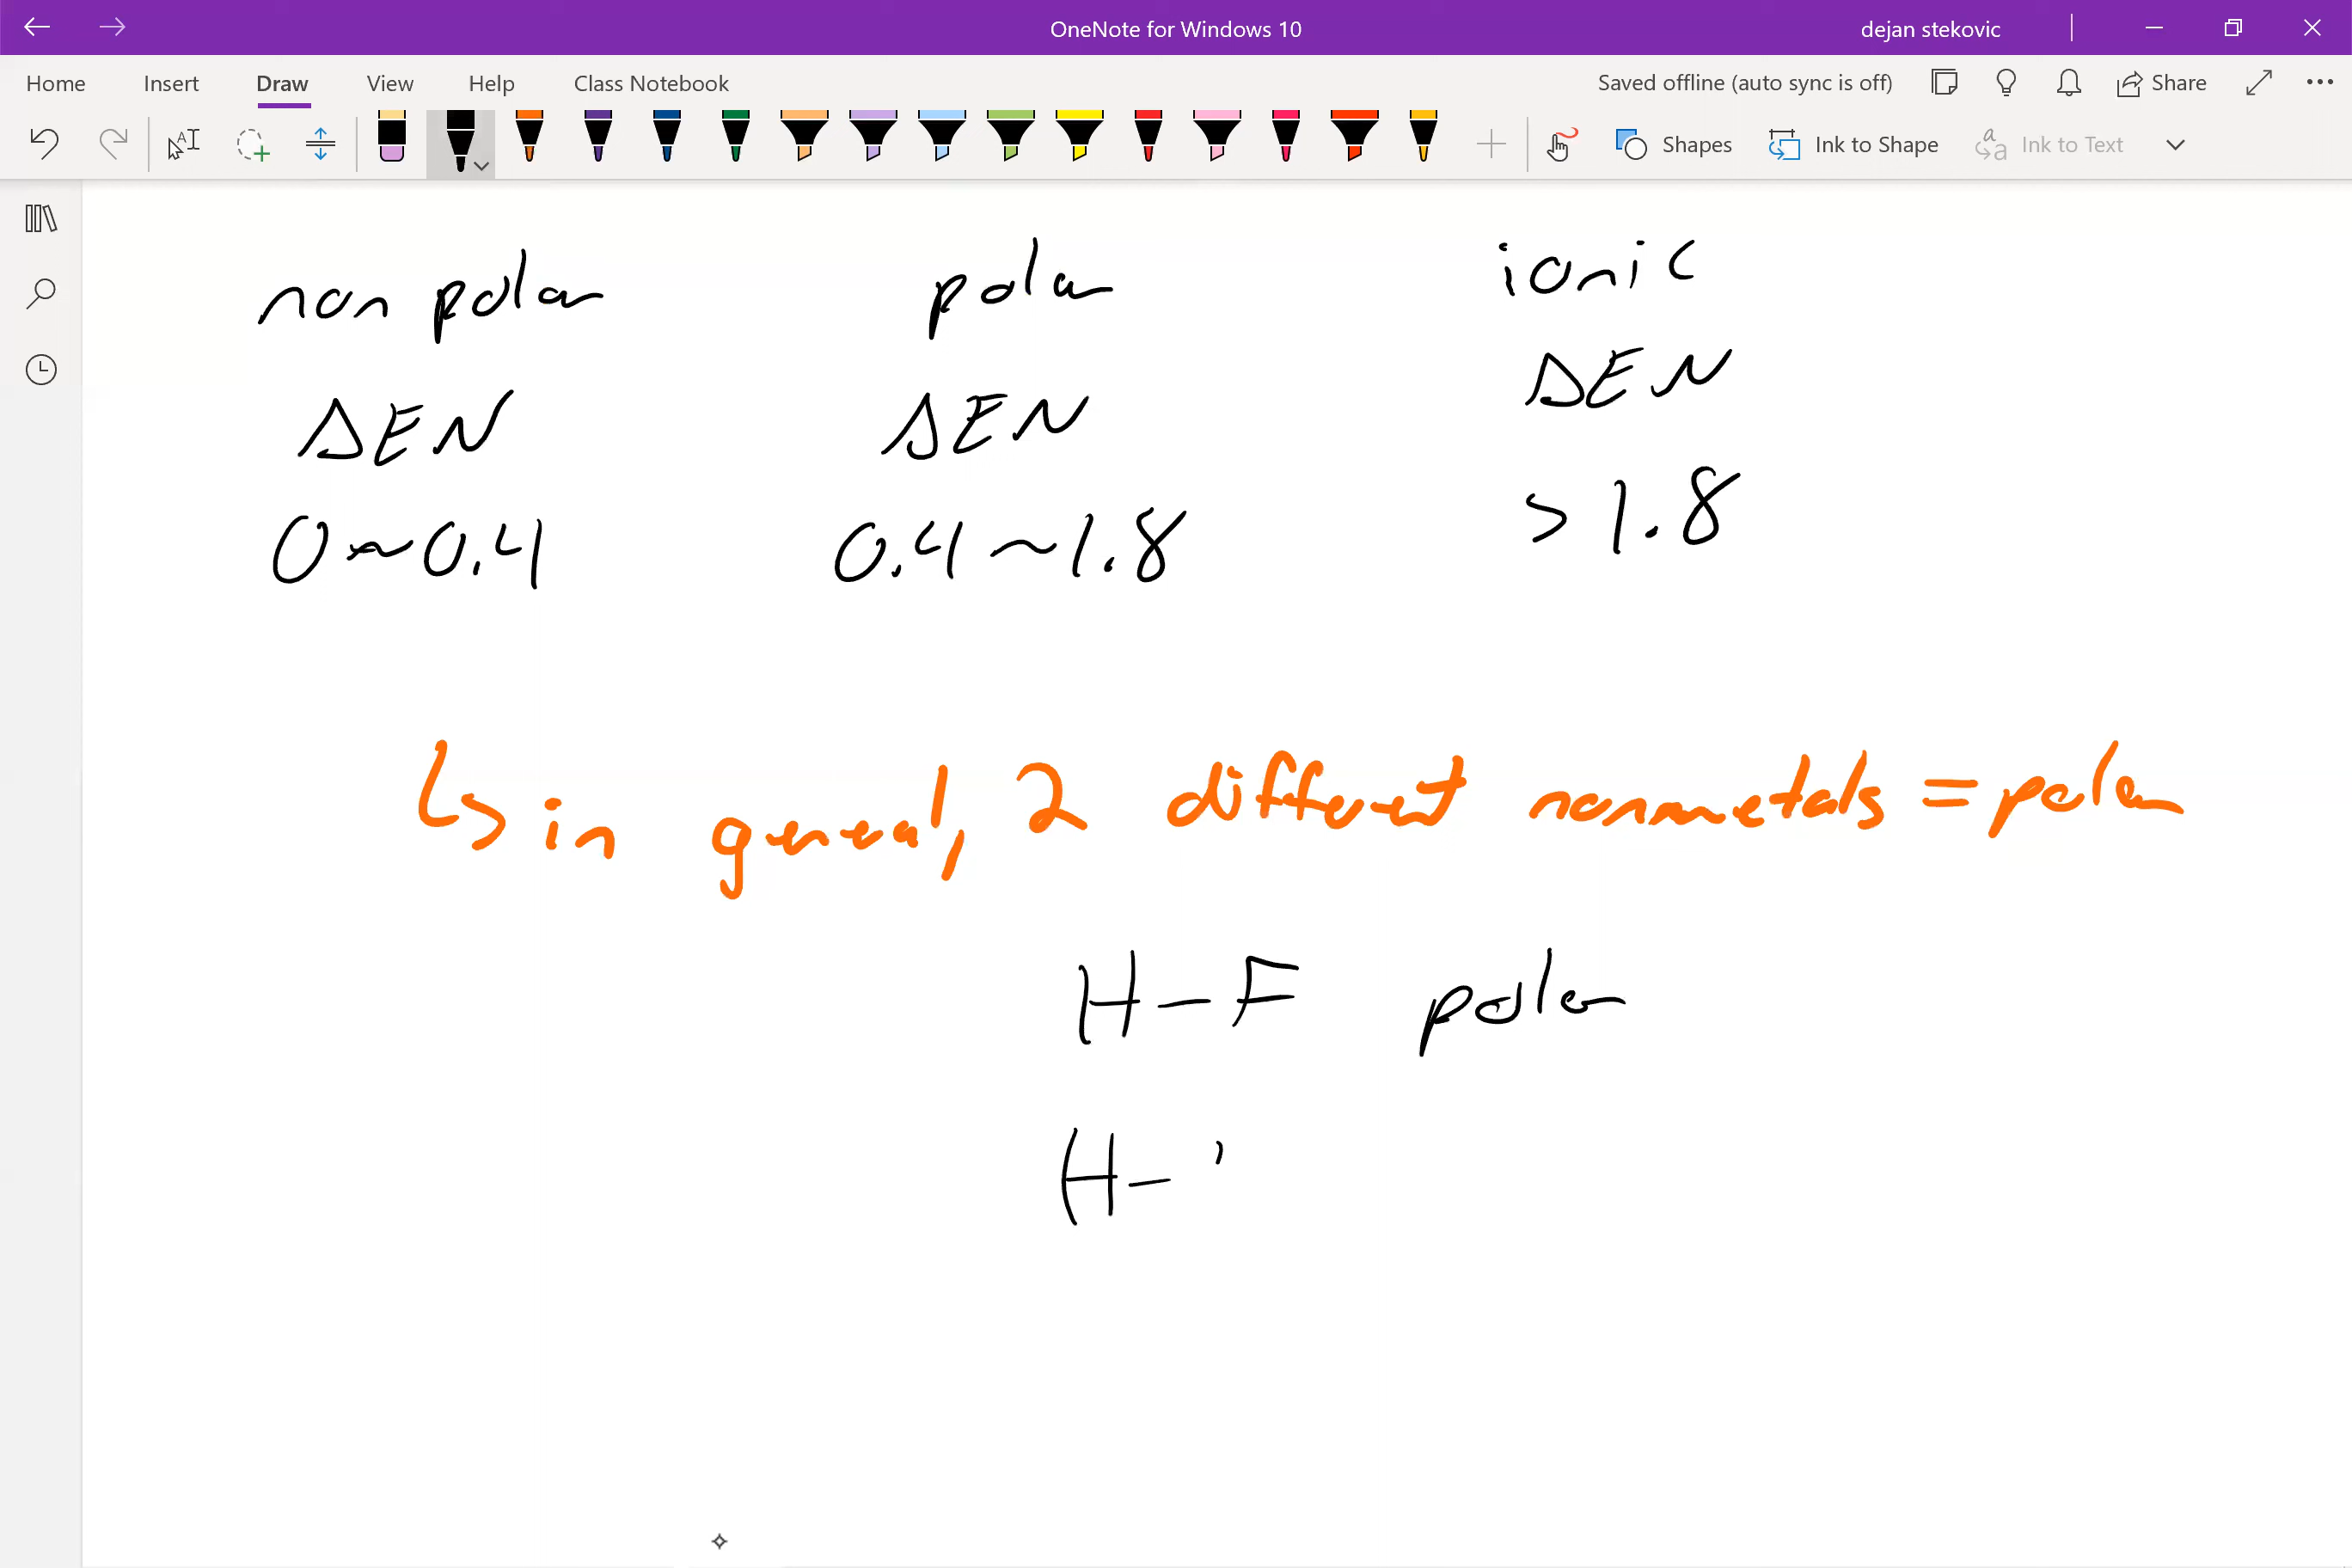 OneNote for Windows 10
dejan stekovic
Home Insert Draw View Help Class Notebook
Saved offline (auto sync is off) Share
Shapes Ink to Shape Ink to Text
non polar polar ionic
ΔEN ΔEN ΔEN
0~0.4 0.4~1.8 >1.8
↳ in general, 2 different nonmetals = polar
H-F polar
H-